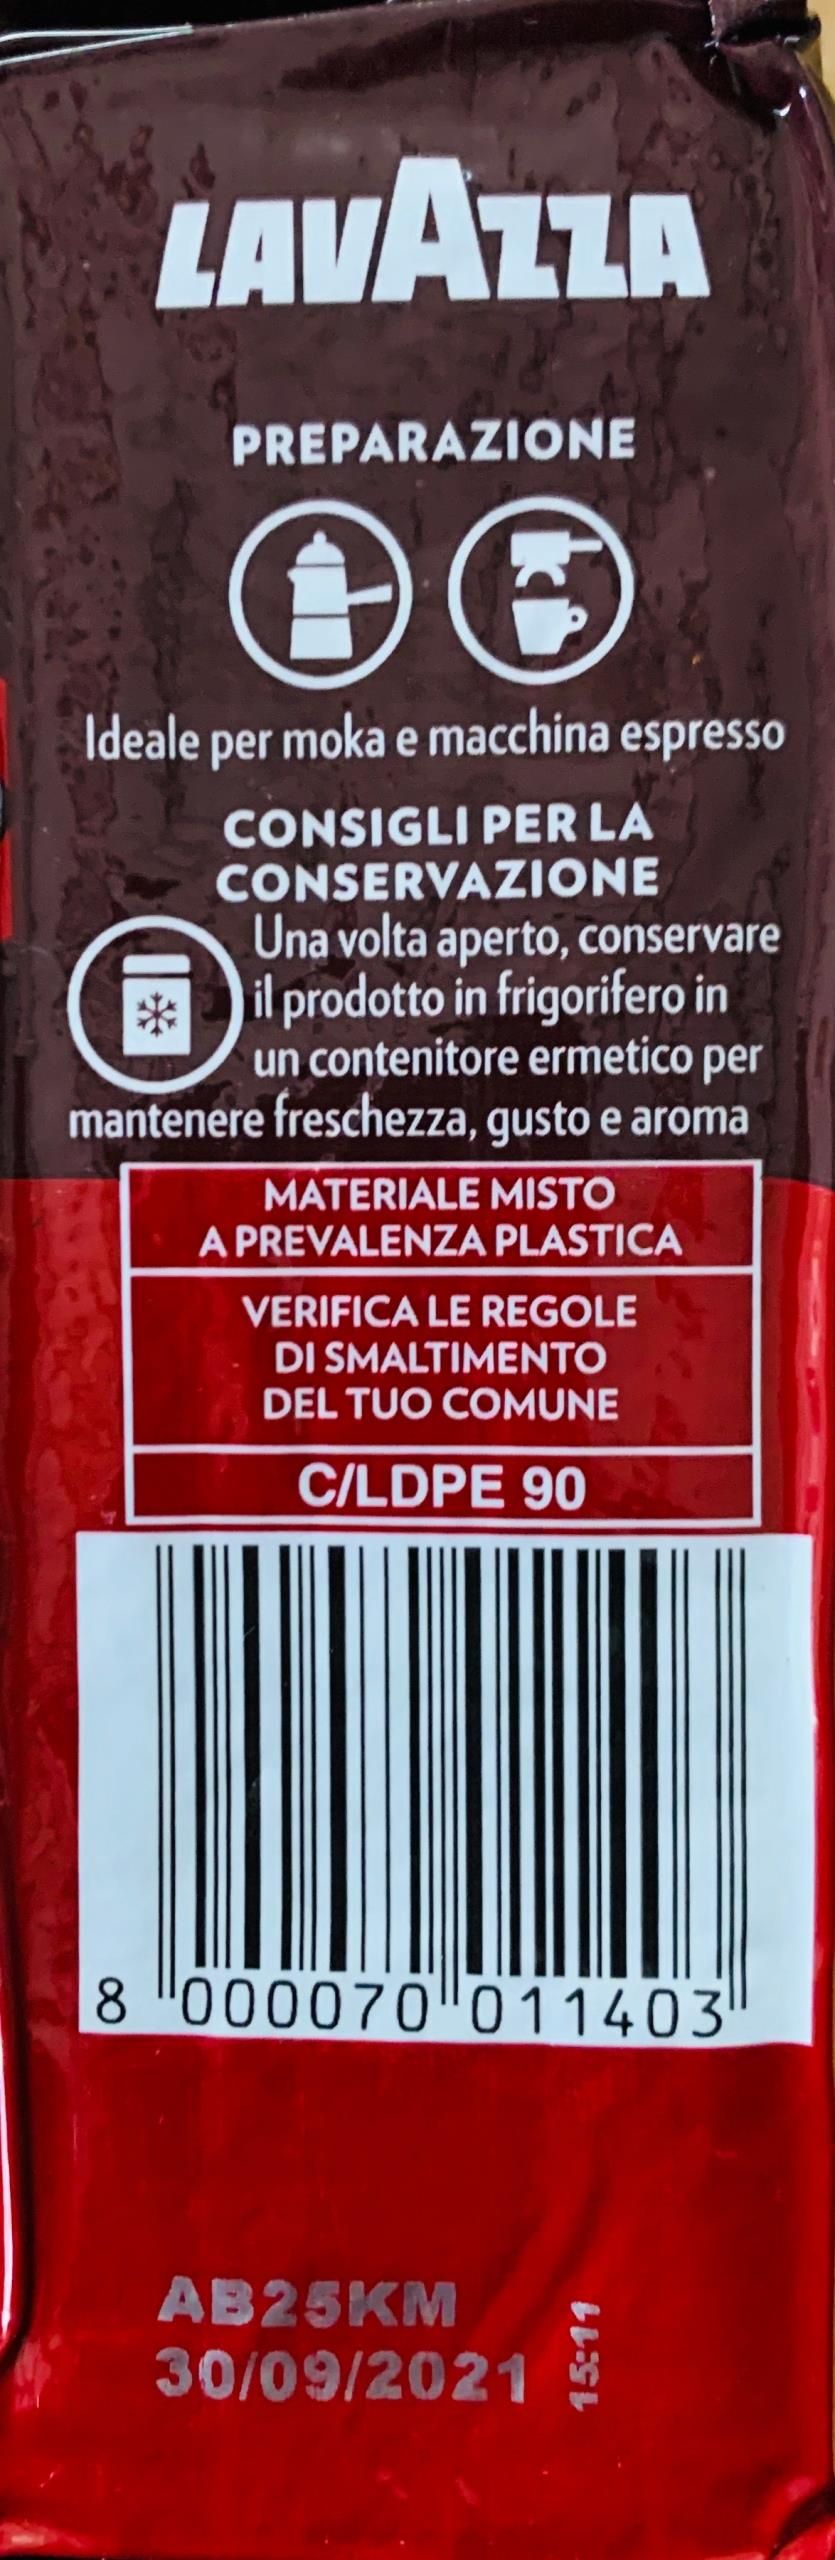 LAVAZZA
PREPARAZIONE
Ideale per moka e macchina espresso
CONSIGLI PER LA
CONSERVAZIONE
Una volta aperto, conservare
il prodotto in frigorifero in
un contenitore ermetico per
mantenere freschezza, gusto e aroma
MATERIALE MISTO
A PREVALENZA PLASTICA
VERIFICA LE REGOLE
DI SMALTIMENTO
DEL TUO COMUNE
C/LDPE 90
8 000070 011403
AB25KM
30/09/2021
15:11